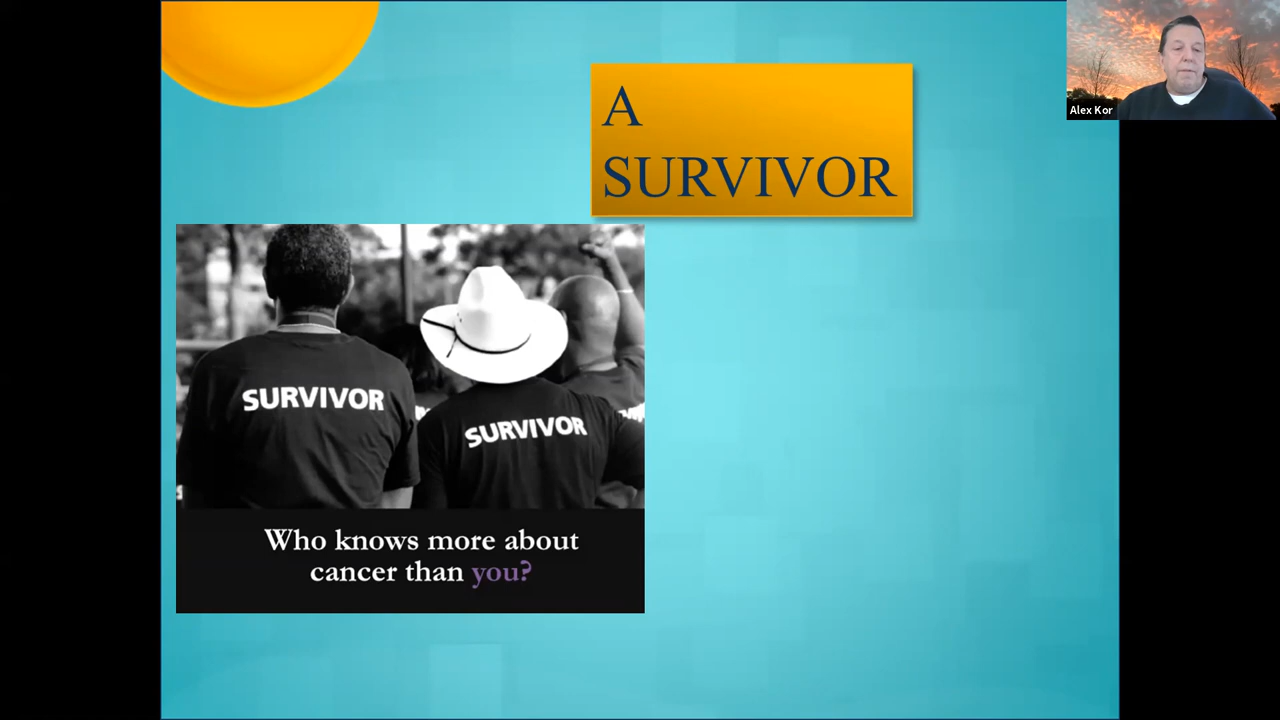 A
SURVIVOR
Alex Kor
SURVIVOR
SURVIVOR
Who knows more about
cancer than you?